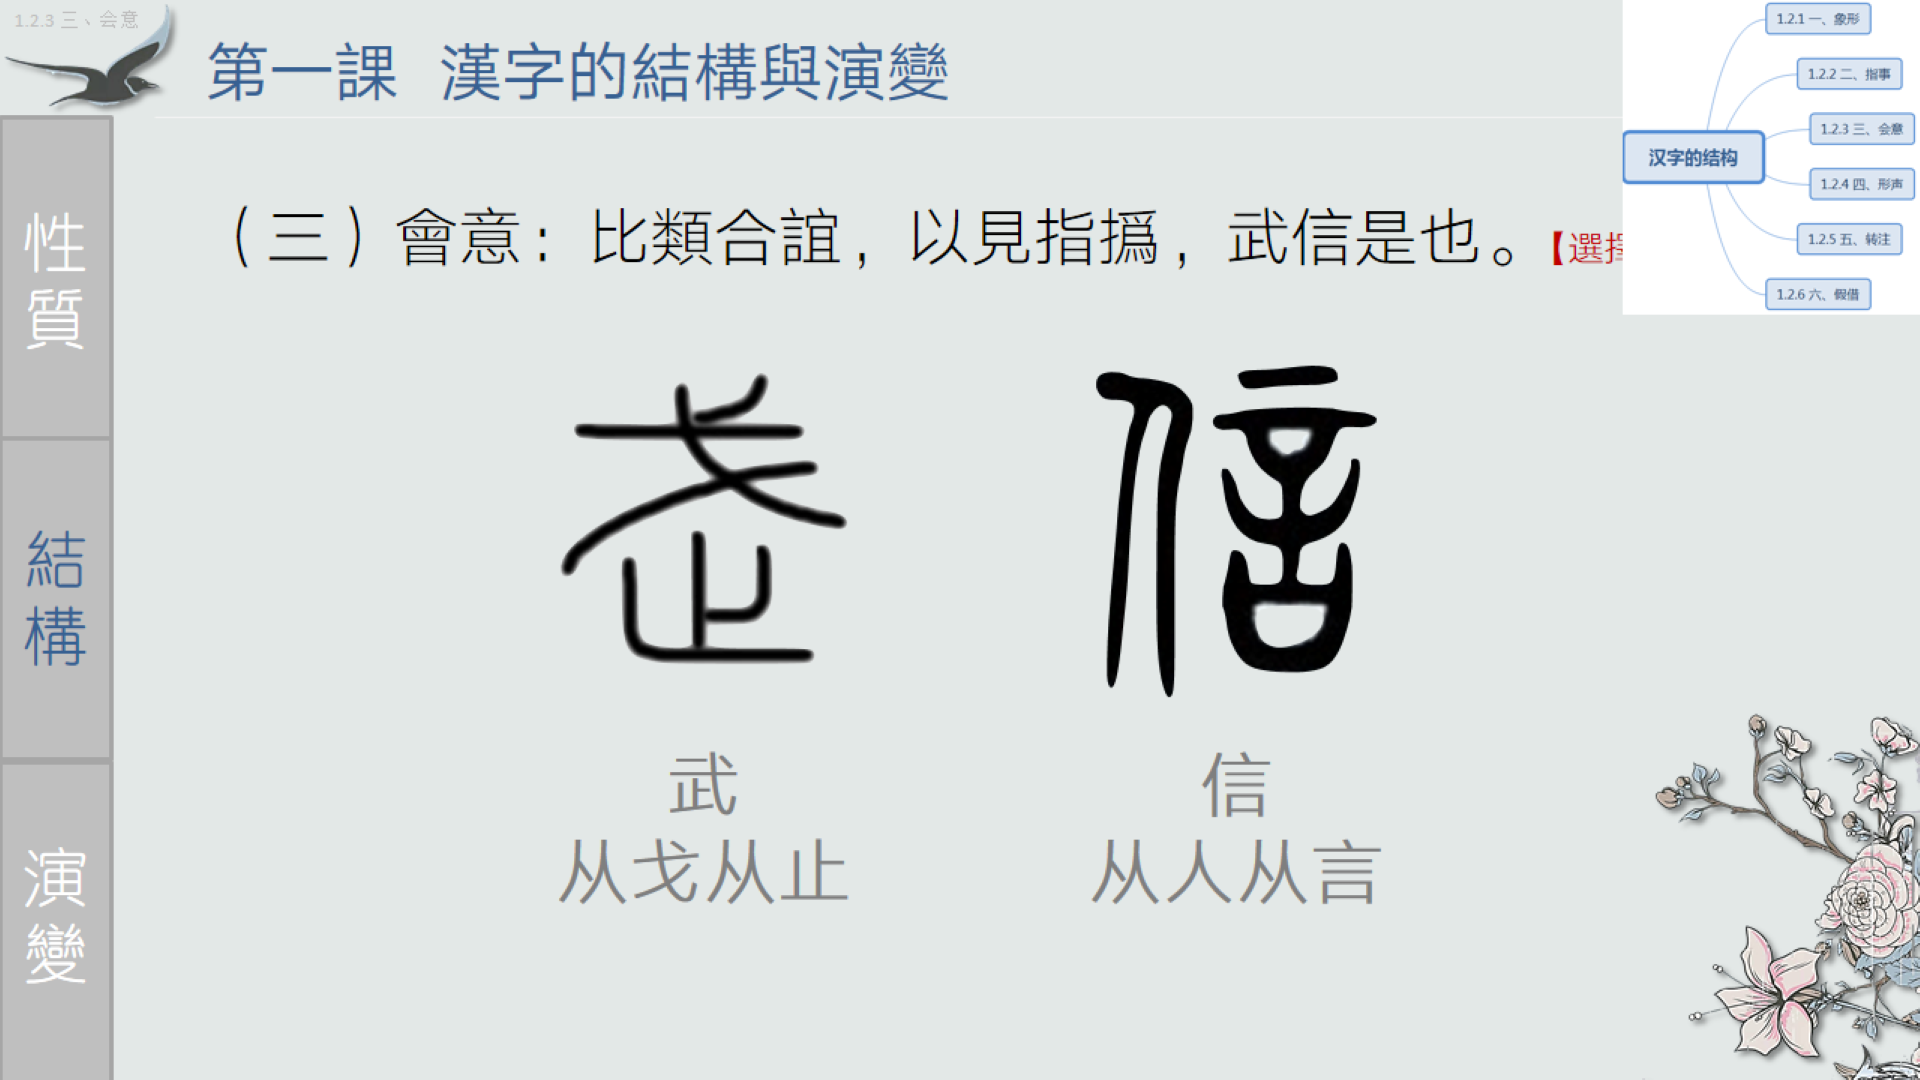 1.2.3 三、会意
第一課 漢字的結構與演變
性質
結構
演變
（三）會意：比類合誼，以見指撝，武信是也。【選擇
武
从戈从止
信
从人从言
汉字的结构
1.2.1 一、象形
1.2.2 二、指事
1.2.3 三、会意
1.2.4 四、形声
1.2.5 五、转注
1.2.6 六、假借